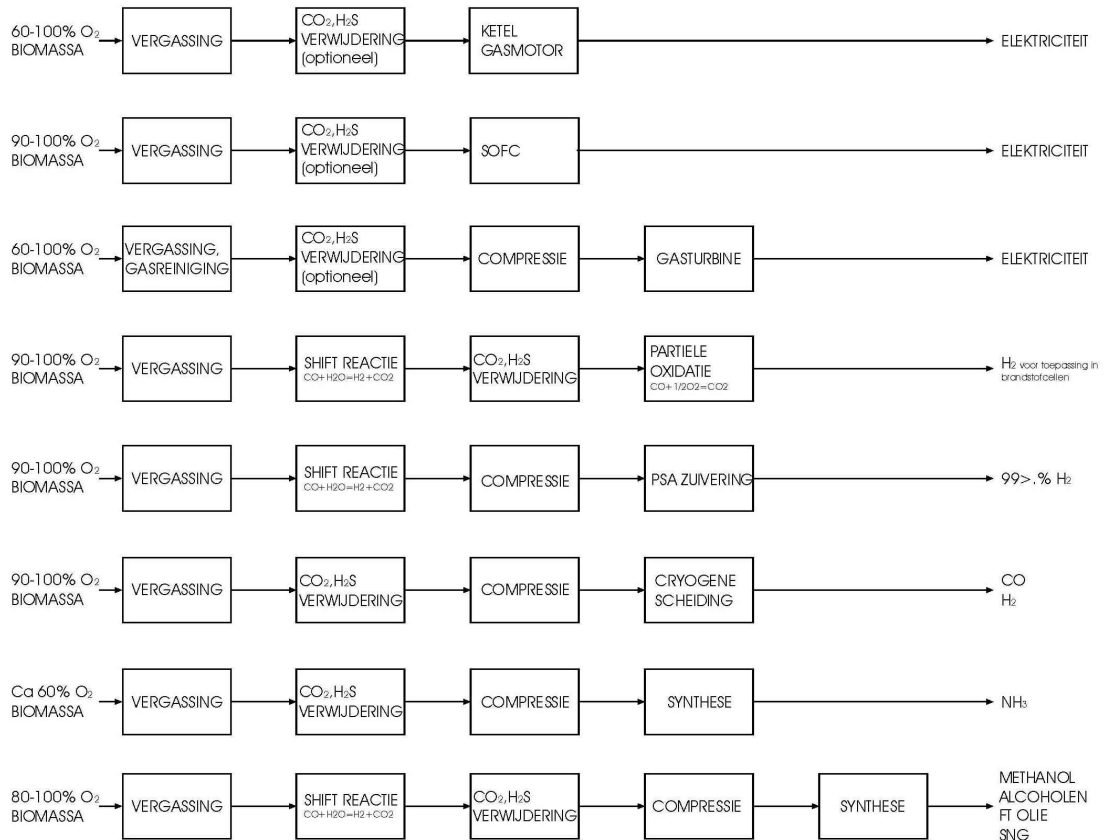 60-100% O2
BIOMASSA
VERGASSING
CO2,H2S
VERWIJDERING
(optioneel)
KETEL
GASMOTOR
ELEKTRICITEIT
90-100% O2
BIOMASSA
VERGASSING
CO2,H2S
VERWIJDERING
(optioneel)
SOFC
ELEKTRICITEIT
60-100% O2
BIOMASSA
VERGASSING,
GASREINIGING
CO2,H2S
VERWIJDERING
(optioneel)
COMPRESSIE
GASTURBINE
ELEKTRICITEIT
90-100% O2
BIOMASSA
VERGASSING
SHIFT REACTIE
CO+H2O=H2+CO2
CO2,H2S
VERWIJDERING
PARTIELE
OXIDATIE
CO+1/2O2=CO2
H2 voor toepassing in
brandstofcellen
90-100% O2
BIOMASSA
VERGASSING
SHIFT REACTIE
CO+H2O=H2+CO2
COMPRESSIE
PSA ZUIVERING
99>.% H2
90-100% O2
BIOMASSA
VERGASSING
CO2,H2S
VERWIJDERING
COMPRESSIE
CRYOGENE
SCHEIDING
CO
H2
Ca 60% O2
BIOMASSA
VERGASSING
CO2,H2S
VERWIJDERING
COMPRESSIE
SYNTHESE
NH3
80-100% O2
BIOMASSA
VERGASSING
SHIFT REACTIE
CO+H2O=H2+CO2
CO2,H2S
VERWIJDERING
COMPRESSIE
SYNTHESE
METHANOL
ALCOHOLEN
FT OLIE
SNG